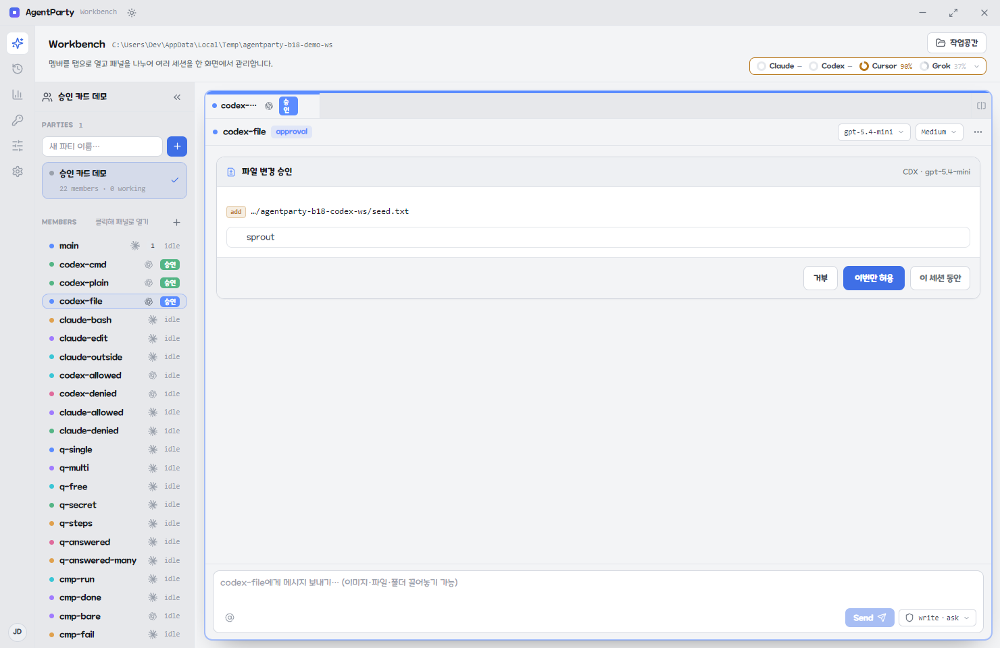 AgentParty Workbench
Workbench C:\Users\Dev\AppData\Local\Temp\agentparty-b18-demo-ws
멤버를 탭으로 열고 패널을 나누어 여러 세션을 한 화면에서 관리합니다.
작업공간
Claude – Codex – Cursor 90% Grok 37%
승인 카드 데모
PARTIES 1
새 파티 이름…
승인 카드 데모
22 members · 0 working
MEMBERS 클릭해 패널로 열기
main 1 idle
codex-cmd 승인
codex-plain 승인
codex-file 승인
claude-bash idle
claude-edit idle
claude-outside idle
codex-allowed idle
codex-denied idle
claude-allowed idle
claude-denied idle
q-single idle
q-multi idle
q-free idle
q-secret idle
q-steps idle
q-answered idle
q-answered-many idle
cmp-run idle
cmp-done idle
cmp-bare idle
cmp-fail idle
JD
codex-… 승인
codex-file approval
gpt-5.4-mini Medium
파일 변경 승인
CDX · gpt-5.4-mini
add …/agentparty-b18-codex-ws/seed.txt
sprout
거부 이번만 허용 이 세션 동안
codex-file에게 메시지 보내기… (이미지·파일·폴더 끌어놓기 가능)
@
Send write · ask